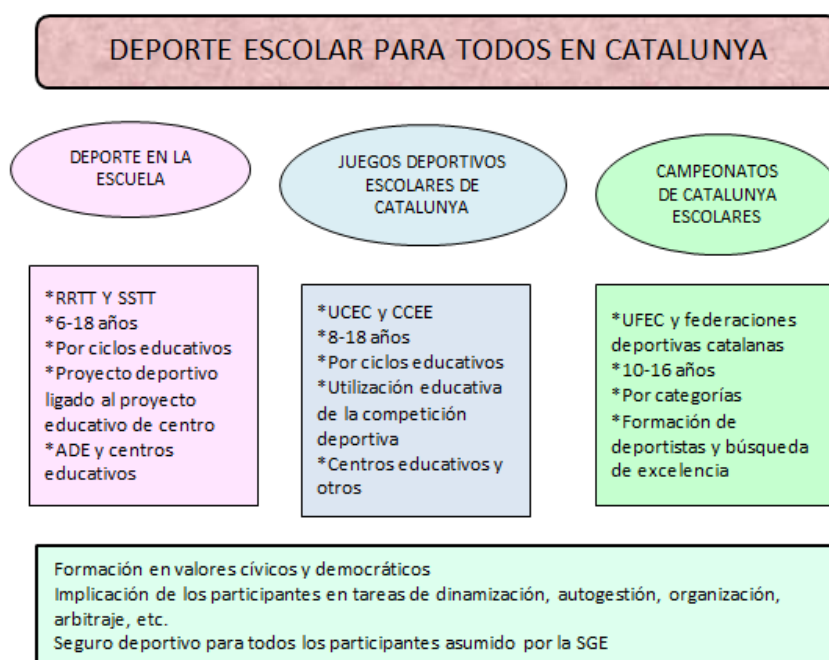 DEPORTE ESCOLAR PARA TODOS EN CATALUNYA
DEPORTE EN LA
ESCUELA
JUEGOS DEPORTIVOS
ESCOLARES DE
CATALUNYA
CAMPEONATOS
DE CATALUNYA
ESCOLARES
*RRTT Y SSTT
*6-18 años
*Por ciclos educativos
*Proyecto deportivo
ligado al proyecto
educativo de centro
*ADE y centros
educativos
*UCEC y CCEE
*8-18 años
*Por ciclos educativos
*Utilización educativa
de la competición
deportiva
*Centros educativos y
otros
*UFEC y federaciones
deportivas catalanas
*10-16 años
*Por categorías
*Formación de
deportistas y búsqueda
de excelencia
Formación en valores cívicos y democráticos
Implicación de los participantes en tareas de dinamización, autogestión, organización,
arbitraje, etc.
Seguro deportivo para todos los participantes asumido por la SGE